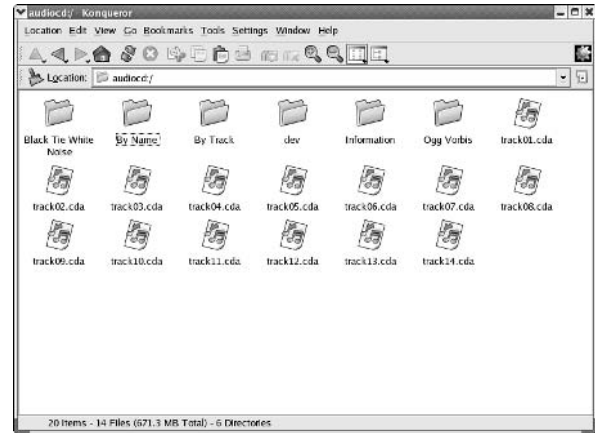 audiocd:/ Konqueror
Location Edit View Go Bookmarks Tools Settings Window Help
Location: audiocd:/
Black Tie White Noise
By Name
By Track
dev
Information
Ogg Vorbis
track01.cda
track02.cda
track03.cda
track04.cda
track05.cda
track06.cda
track07.cda
track08.cda
track09.cda
track10.cda
track11.cda
track12.cda
track13.cda
track14.cda
20 Items - 14 Files (671.3 MB Total) - 6 Directories